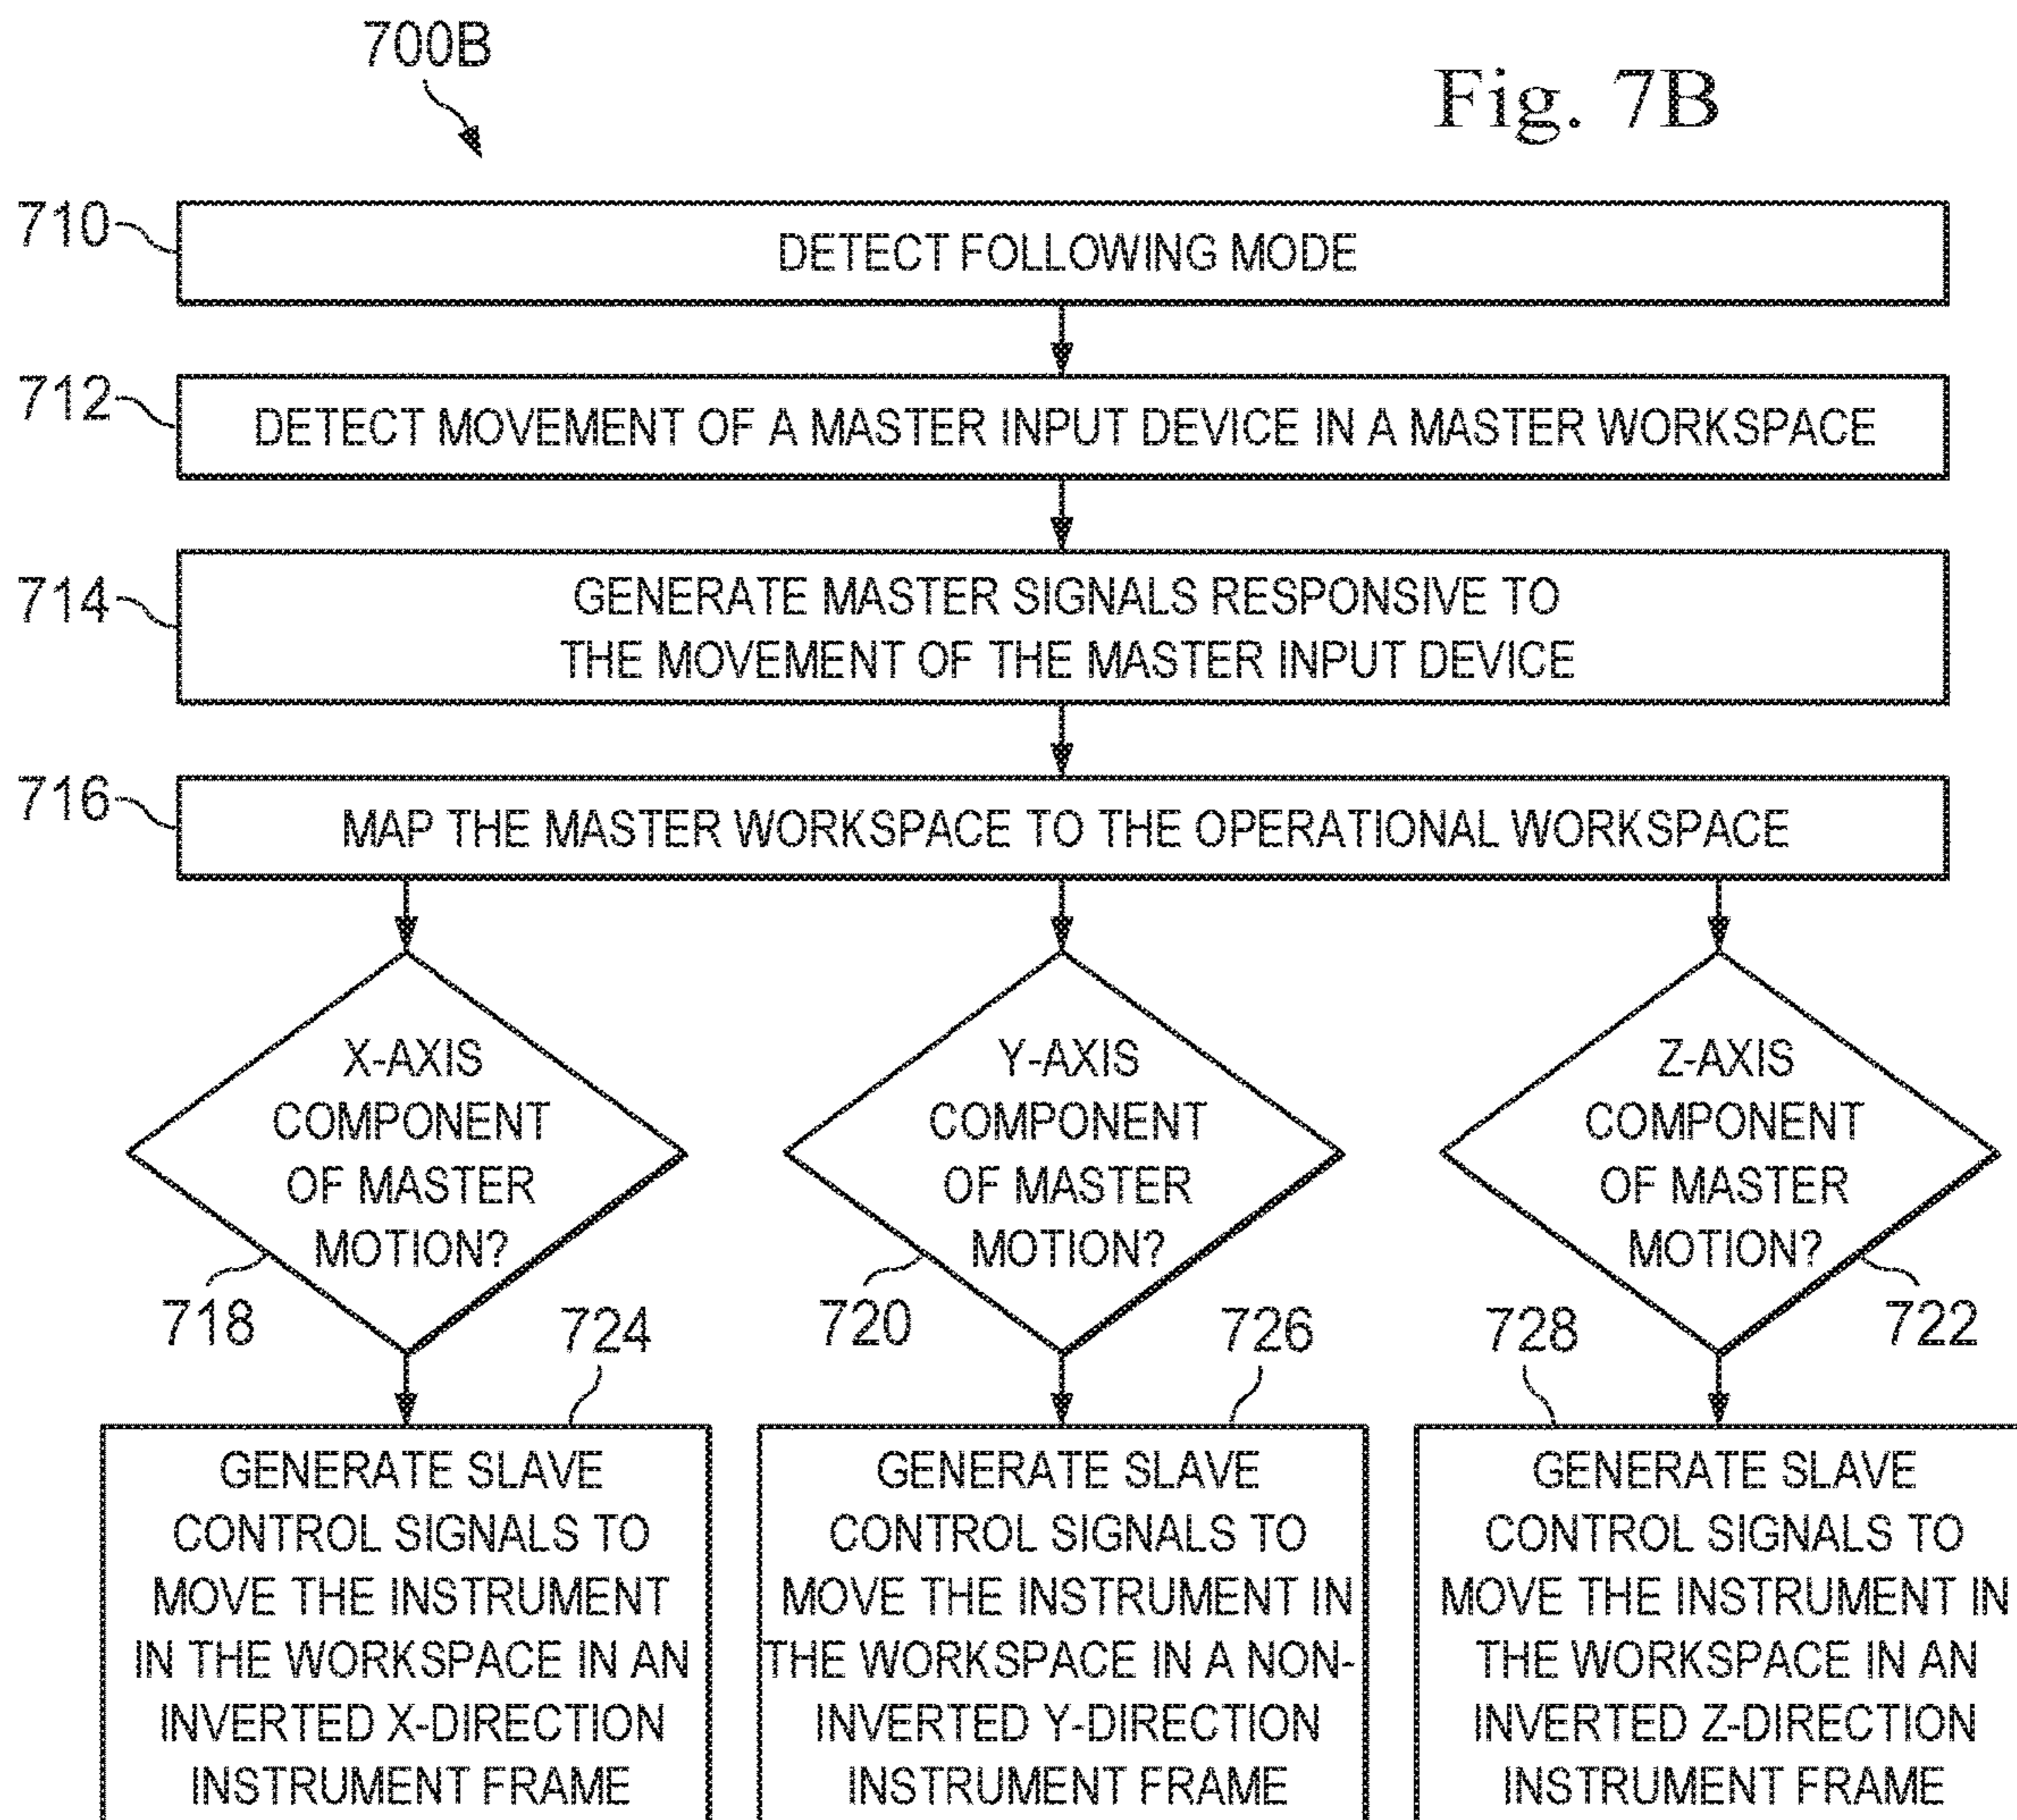 700B
Fig. 7B
710
DETECT FOLLOWING MODE
712
DETECT MOVEMENT OF A MASTER INPUT DEVICE IN A MASTER WORKSPACE
714
GENERATE MASTER SIGNALS RESPONSIVE TO
THE MOVEMENT OF THE MASTER INPUT DEVICE
716
MAP THE MASTER WORKSPACE TO THE OPERATIONAL WORKSPACE
X-AXIS
COMPONENT
OF MASTER
MOTION?
718
Y-AXIS
COMPONENT
OF MASTER
MOTION?
720
Z-AXIS
COMPONENT
OF MASTER
MOTION?
722
724
GENERATE SLAVE
CONTROL SIGNALS TO
MOVE THE INSTRUMENT
IN THE WORKSPACE IN AN
INVERTED X-DIRECTION
INSTRUMENT FRAME
726
GENERATE SLAVE
CONTROL SIGNALS TO
MOVE THE INSTRUMENT IN
THE WORKSPACE IN A NON-
INVERTED Y-DIRECTION
INSTRUMENT FRAME
728
GENERATE SLAVE
CONTROL SIGNALS TO
MOVE THE INSTRUMENT IN
THE WORKSPACE IN AN
INVERTED Z-DIRECTION
INSTRUMENT FRAME